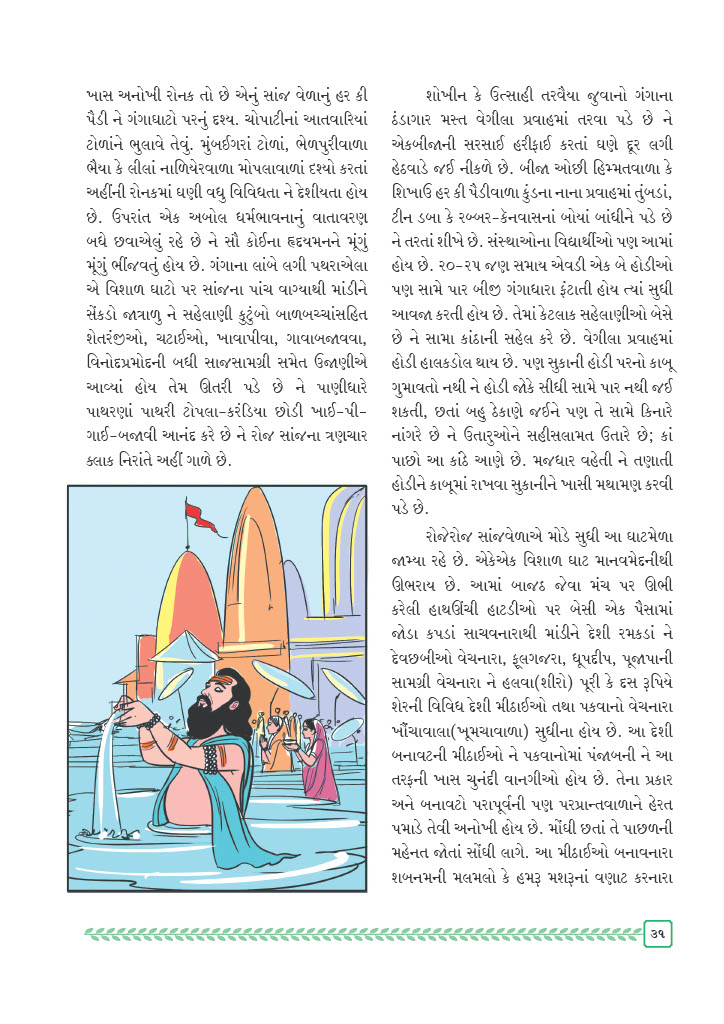 ખાસ અનોખી રોનક તો છે એનું સાંજ વેળાનું હર કી
પૈડી ને ગંગાઘાટો પરનું દશ્ય. ચોપાટીનાં આતવારિયાં
ટોળાંને ભુલાવે તેવું. મુંબઈગરાં ટોળાં, ભેળપુરીવાળા
ભૈયા કે લીલાં નાળિયેરવાળા મોપલાવાળાં દશ્યો કરતાં
અહીંની રોનકમાં ઘણી વધુ વિવિધતા ને દેશીયતા હોય
છે. ઉપરાંત એક અબોલ ધર્મભાવનાનું વાતાવરણ
બધે છવાએલું રહે છે ને સૌ કોઈના હૃદયમનને મૂંગું
મૂંગું ભીંજવતું હોય છે. ગંગાના લાંબે લગી પથરાએલા
એ વિશાળ ઘાટો પર સાંજના પાંચ વાગ્યાથી માંડીને
સેંકડો જાત્રાળુ ને સહેલાણી કુટુંબો બાળબચ્ચાંસહિત
શેતરંજીઓ, ચટાઈઓ, ખાવાપીવા, ગાવાબજાવવા,
વિનોદપ્રમોદની બધી સાજસામગ્રી સમેત ઉજાણીએ
આવ્યાં હોય તેમ ઊતરી પડે છે ને પાણીધારે
પાથરણાં પાથરી ટોપલા-કરંડિયા છોડી ખાઈ-પી-
ગાઈ-બજાવી આનંદ કરે છે ને રોજ સાંજના ત્રણચાર
ક્લાક નિરાંતે અહીં ગાળે છે.
શોખીન કે ઉત્સાહી તરવૈયા જુવાનો ગંગાના
ઠંડાગાર મસ્ત વેગીલા પ્રવાહમાં તરવા પડે છે ને
એકબીજાની સરસાઈ હરીફાઈ કરતાં ઘણે દૂર લગી
હેઠવાડે જઈ નીકળે છે. બીજા ઓછી હિમ્મતવાળા કે
શિખાઉ હર કી પૈડીવાળા કુંડના નાના પ્રવાહમાં તુંબડાં,
ટીન ડબા કે રબ્બર-કૅનવાસનાં બોયાં બાંધીને પડે છે
ને તરતાં શીખે છે. સંસ્થાઓના વિદ્યાર્થીઓ પણ આમાં
હોય છે. ૨૦-૨૫ જણ સમાય એવડી એક બે હોડીઓ
પણ સામે પાર બીજી ગંગાધારા ફંટાતી હોય ત્યાં સુધી
આવજા કરતી હોય છે. તેમાં કેટલાક સહેલાણીઓ બેસે
છે ને સામા કાંઠાની સહેલ કરે છે. વેગીલા પ્રવાહમાં
હોડી હાલકડોલ થાય છે. પણ સુકાની હોડી પરનો કાબૂ
ગુમાવતો નથી ને હોડી જોકે સીધી સામે પાર નથી જઈ
શકતી, છતાં બહુ ઠેકાણે જઈને પણ તે સામે કિનારે
નાંગરે છે ને ઉતારુઓને સહીસલામત ઉતારે છે; કાં
પાછો આ કાંઠે આણે છે. મજધાર વહેતી ને તણાતી
હોડીને કાબૂમાં રાખવા સુકાનીને ખાસી મથામણ કરવી
પડે છે.
રોજેરોજ સાંજવેળાએ મોડે સુધી આ ઘાટમેળા
જામ્યા રહે છે. એકેએક વિશાળ ઘાટ માનવમેદનીથી
ઊભરાય છે. આમાં બાજઠ જેવા મંચ પર ઊભી
કરેલી હાથઊંચી હાટડીઓ પર બેસી એક પૈસામાં
જોડા કપડાં સાચવનારાથી માંડીને દેશી રમકડાં ને
દેવછબીઓ વેચનારા, ફૂલગજરા, ધૂપદીપ, પૂજાપાની
સામગ્રી વેચનારા ને હલવા(શીરો) પૂરી કે દસ રૂપિયે
શેરની વિવિધ દેશી મીઠાઈઓ તથા પકવાનો વેચનારા
ખૌંચાવાલા(ખૂમચાવાળા) સુધીના હોય છે. આ દેશી
બનાવટની મીઠાઈઓ ને પકવાનોમાં પંજાબની ને આ
તરફની ખાસ ચુનંદી વાનગીઓ હોય છે. તેના પ્રકાર
અને બનાવટો પરાપૂર્વની પણ પરપ્રાન્તવાળાને હેરત
પમાડે તેવી અનોખી હોય છે. મોંઘી છતાં તે પાછળની
મહેનત જોતાં સોંઘી લાગે. આ મીઠાઈઓ બનાવનારા
શબનમની મલમલો કે હમરૂ મશરૂનાં વણાટ કરનારા
૩૧